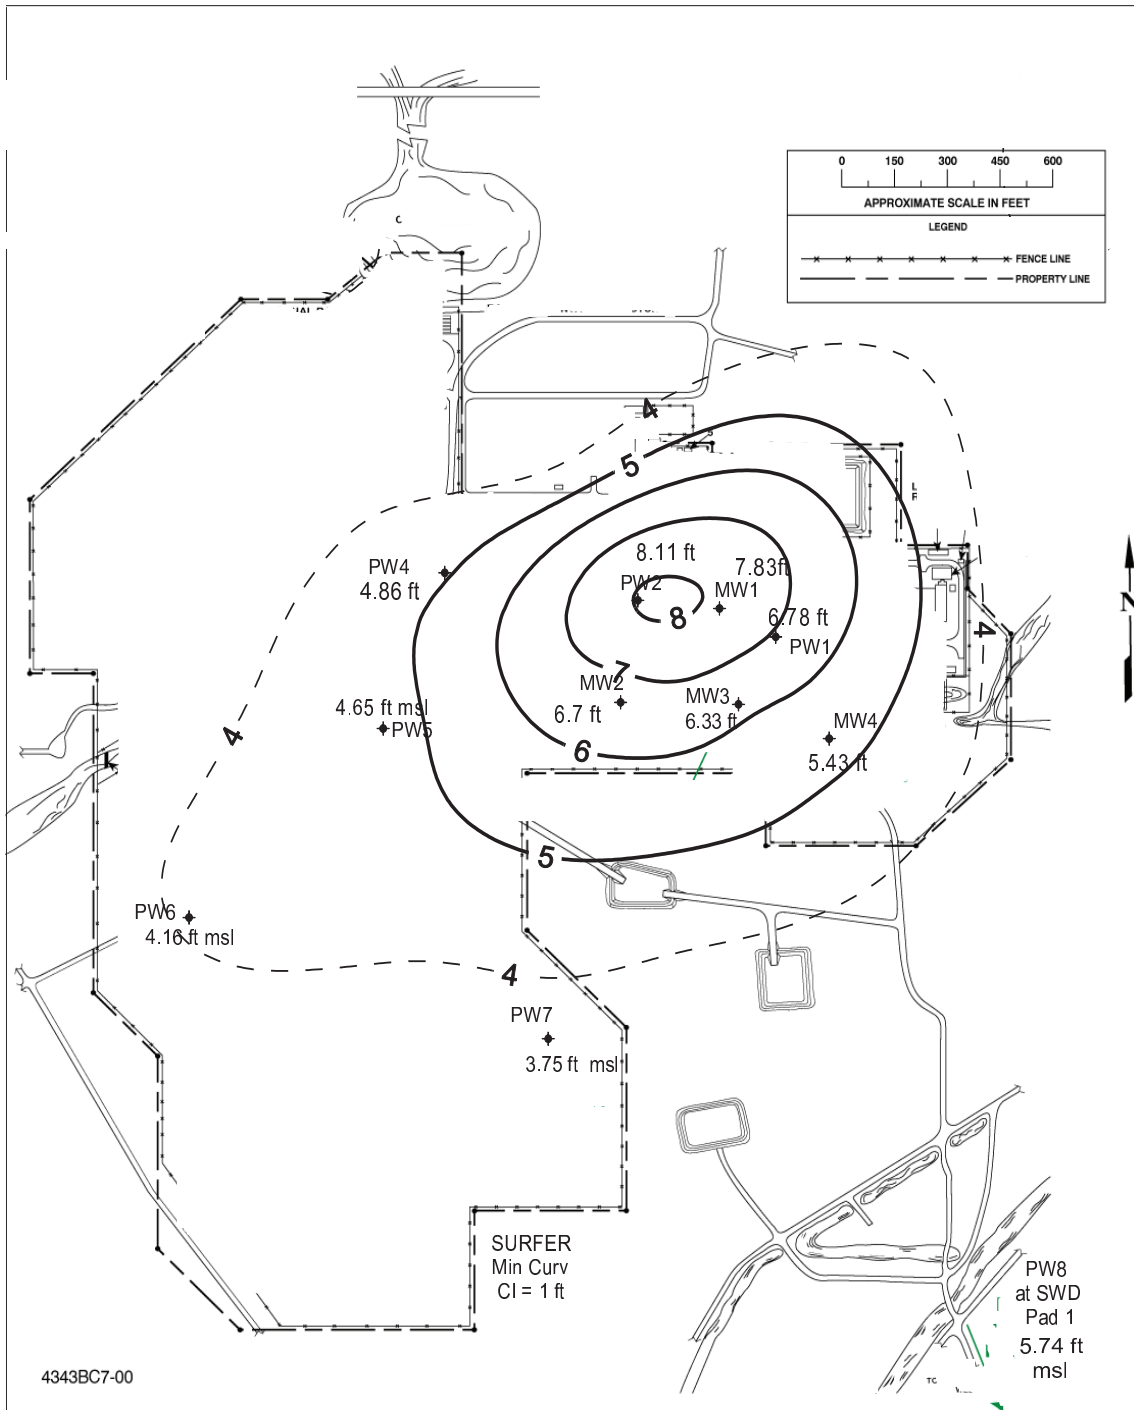 0 150 300 450 600
APPROXIMATE SCALE IN FEET
LEGEND
FENCE LINE
PROPERTY LINE
C
4
5
8.11 ft
7.83ft
PW4
4.86 ft
PW2
MW1
8
6.78 ft
PW1
4
N
7
MW2
6.7 ft
MW3
6.33 ft
4.65 ft msl
PW5
4
MW4
5.43 ft
6
5
PW6
4.16 ft msl
4
PW7
3.75 ft msl
SURFER
Min Curv
CI = 1 ft
PW8
at SWD
Pad 1
5.74 ft
msl
TC
4343BC7-00